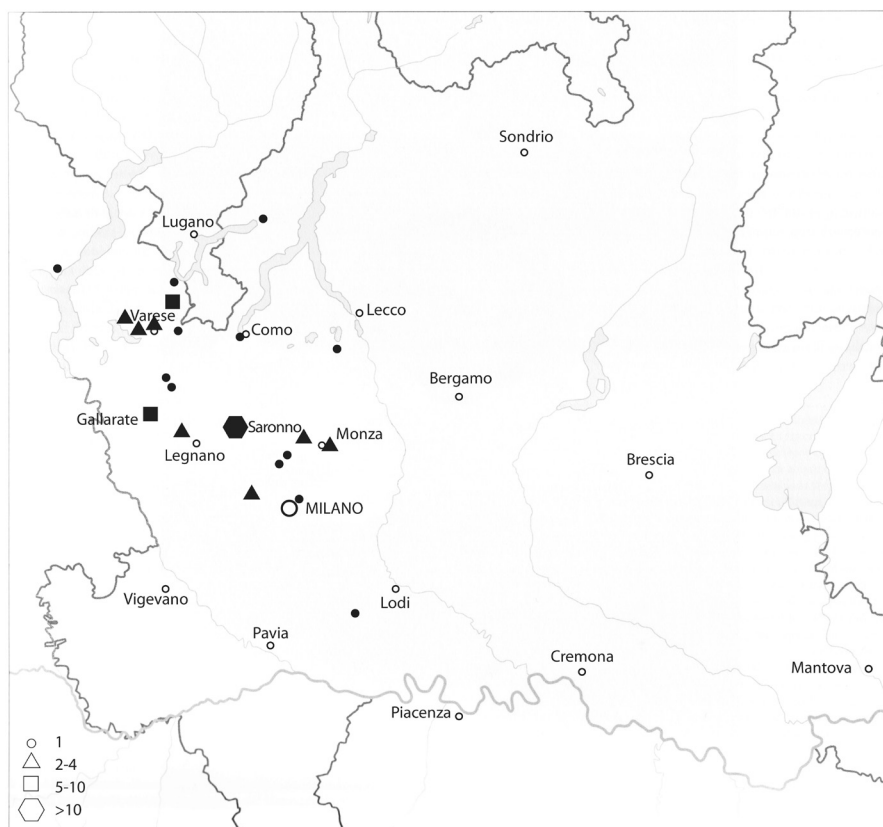 Sondrio
Lugano
Varese
Lecco
Como
Bergamo
Gallarate
Saronno
Monza
Legnano
Brescia
MILANO
Vigevano
Lodi
Pavia
Cremona
Mantova
Piacenza
1
2-4
5-10
>10